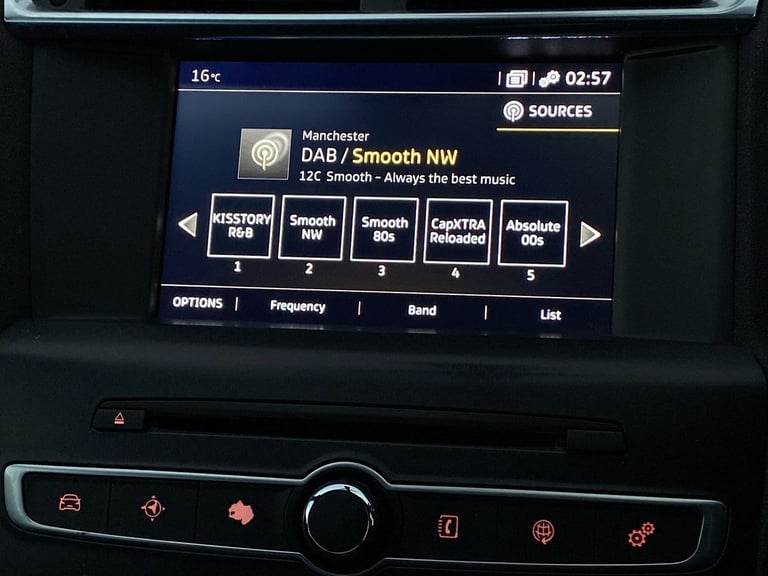 16°C 02:57
SOURCES
Manchester
DAB / Smooth NW
12C Smooth - Always the best music
KISSTORY
R&B
Smooth
NW
Smooth
80s
CapXTRA
Reloaded
Absolute
00s
1 2 3 4 5
OPTIONS | Frequency | Band | List